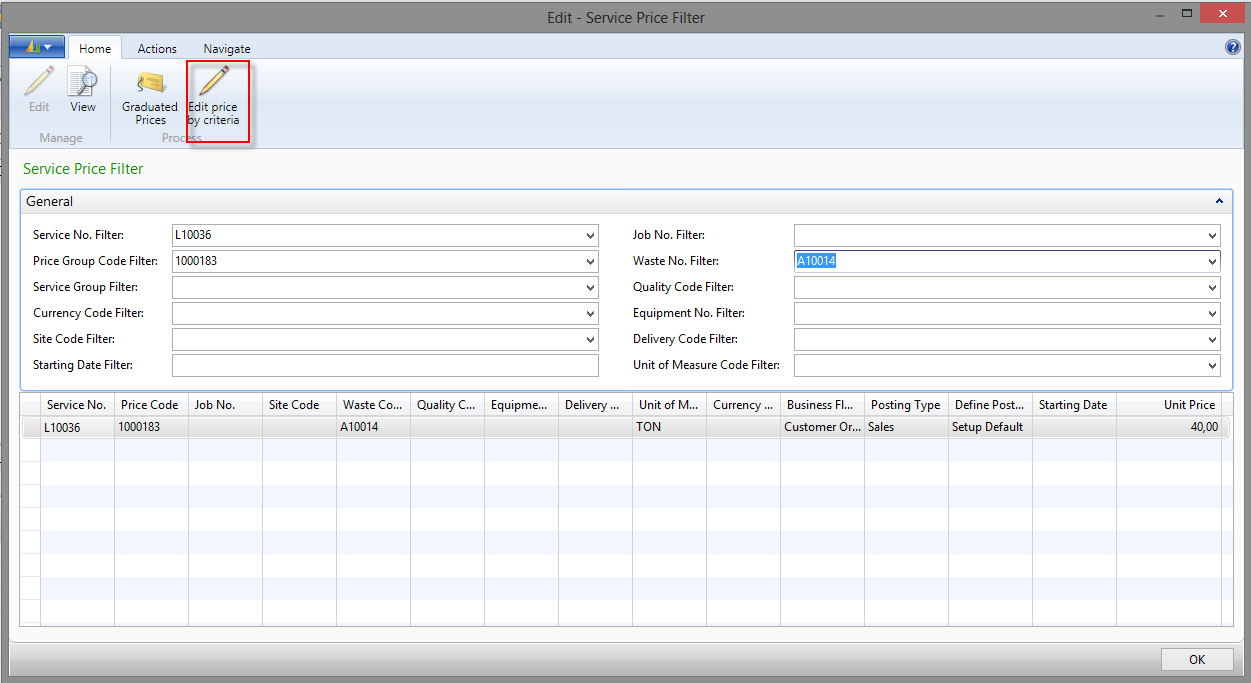 Edit - Service Price Filter
Home Actions Navigate
Edit View Graduated Prices Edit price by criteria
Manage Process
Service Price Filter
General
Service No. Filter: L10036 Job No. Filter:
Price Group Code Filter: 1000183 Waste No. Filter: A10014
Service Group Filter: Quality Code Filter:
Currency Code Filter: Equipment No. Filter:
Site Code Filter: Delivery Code Filter:
Starting Date Filter: Unit of Measure Code Filter:
Service No. Price Code Job No. Site Code Waste Co... Quality C... Equipme... Delivery ... Unit of M... Currency ... Business Fl... Posting Type Define Post... Starting Date Unit Price
L10036 1000183 A10014 TON Customer Or... Sales Setup Default 40,00
OK